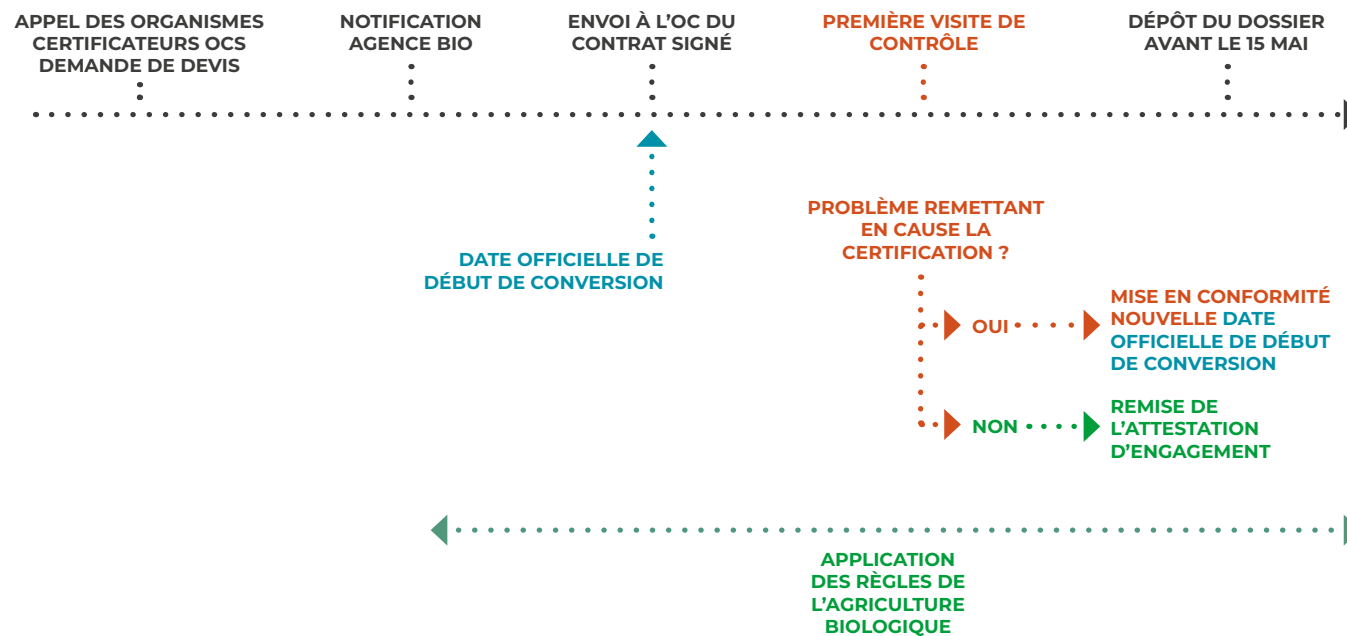 APPEL DES ORGANISMES
CERTIFICATEURS OCS
DEMANDE DE DEVIS
NOTIFICATION
AGENCE BIO
ENVOI À L’OC DU
CONTRAT SIGNÉ
PREMIÈRE VISITE DE
CONTRÔLE
DÉPÔT DU DOSSIER
AVANT LE 15 MAI
DATE OFFICIELLE DE
DÉBUT DE CONVERSION
PROBLÈME REMETTANT
EN CAUSE LA
CERTIFICATION ?
OUI
MISE EN CONFORMITÉ
NOUVELLE DATE
OFFICIELLE DE DÉBUT
DE CONVERSION
NON
REMISE DE
L’ATTESTATION
D’ENGAGEMENT
APPLICATION
DES RÈGLES DE
L’AGRICULTURE
BIOLOGIQUE